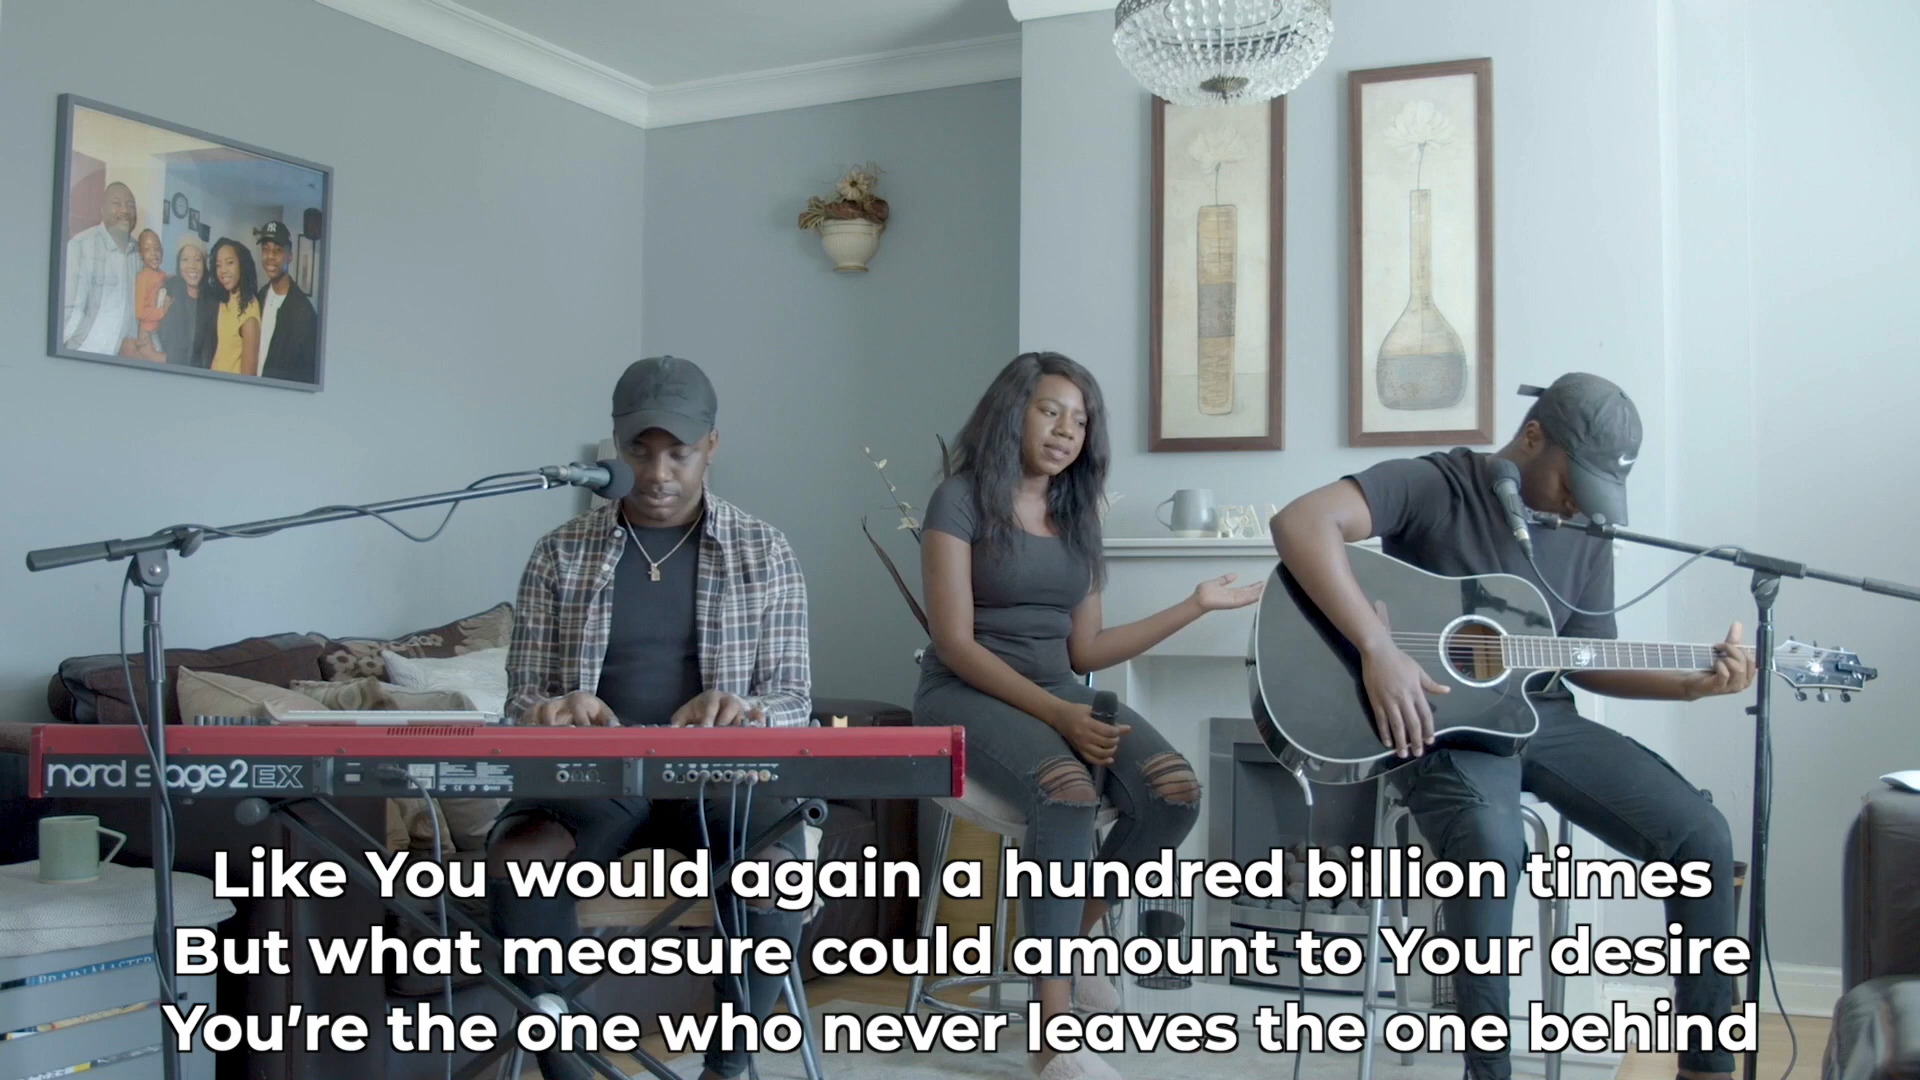 nord stage 2 EX
Like You would again a hundred billion times
But what measure could amount to Your desire
You're the one who never leaves the one behind